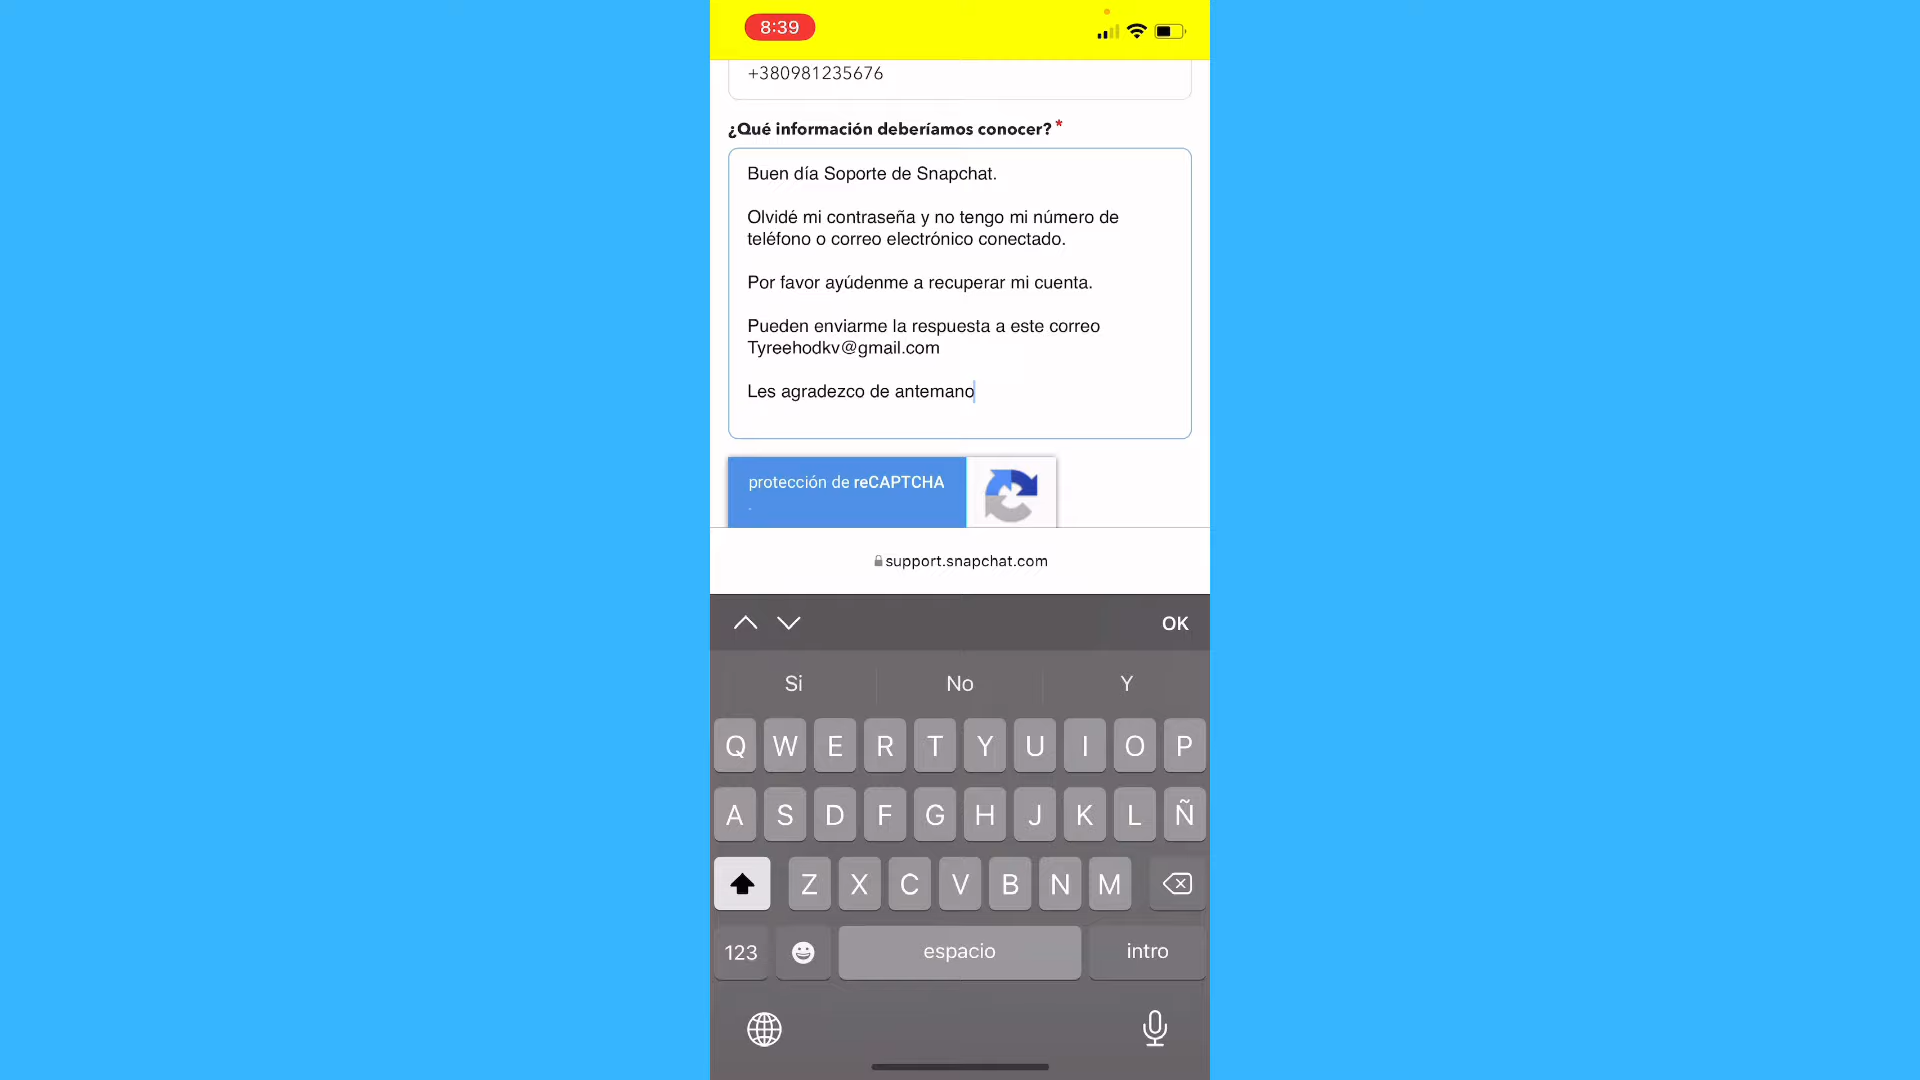 8:39
+380981235676
¿Qué información deberíamos conocer? *
Buen día Soporte de Snapchat.
Olvidé mi contraseña y no tengo mi número de
teléfono o correo electrónico conectado.
Por favor ayúdenme a recuperar mi cuenta.
Pueden enviarme la respuesta a este correo
Tyreehodkv@gmail.com
Les agradezco de antemano
protección de reCAPTCHA
support.snapchat.com
OK
Si No Y
Q W E R T Y U I O P
A S D F G H J K L Ñ
Z X C V B N M
123 espacio intro